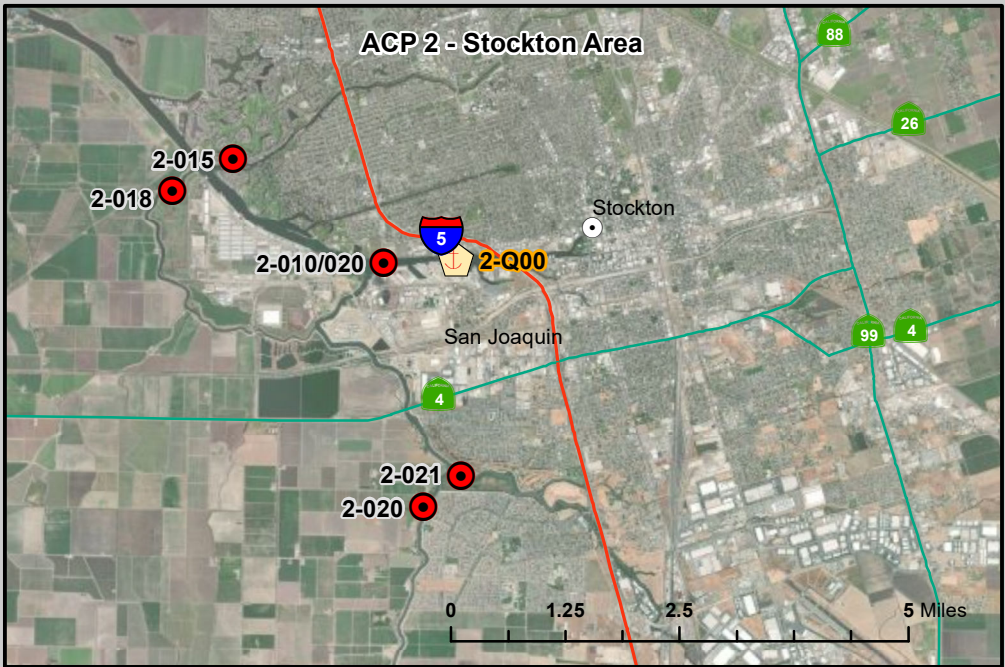 ACP 2 - Stockton Area
88
26
2-015
2-018
Stockton
5
2-010/020
2-Q00
San Joaquin
99
4
4
2-021
2-020
0 1.25 2.5 5 Miles